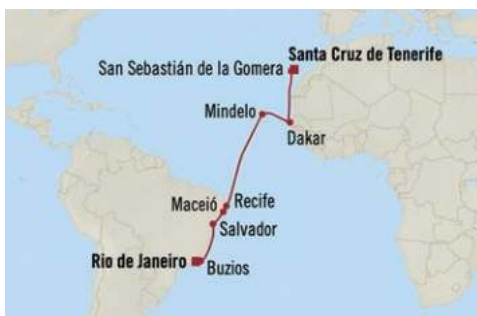 Santa Cruz de Tenerife
San Sebastián de la Gomera
Mindelo
Dakar
Maceió
Recife
Salvador
Rio de Janeiro
Buzios